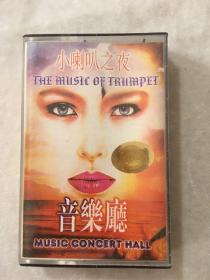 小喇叭之夜
THE MUSIC OF TRUMPET
音樂廳
MUSIC CONCERT HALL